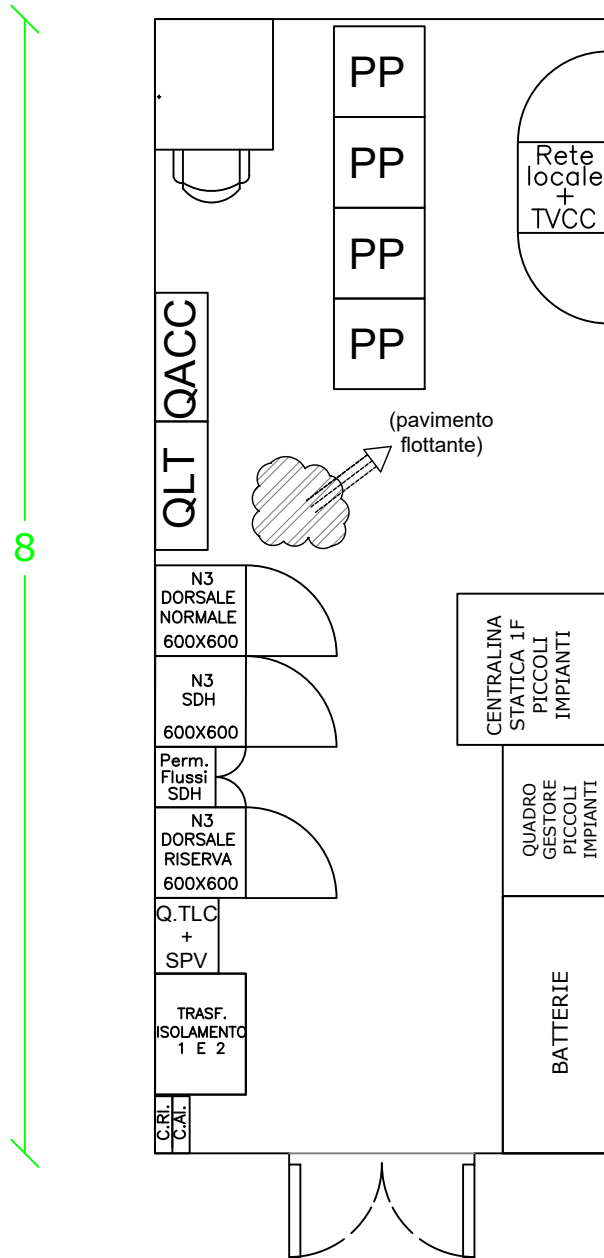 PP
PP
PP
PP
Rete
locale
+
TVCC
QACC
QLT
(pavimento
flottante)
8
N3
DORSALE
NORMALE
600X600
N3
SDH
600X600
Perm.
Flussi
SDH
N3
DORSALE
RISERVA
600X600
Q.TLC
+
SPV
TRASF.
ISOLAMENTO
1 E 2
C.RI.
C.AI.
CENTRALINA
STATICA 1F
PICCOLI
IMPIANTI
QUADRO
GESTORE
PICCOLI
IMPIANTI
BATTERIE